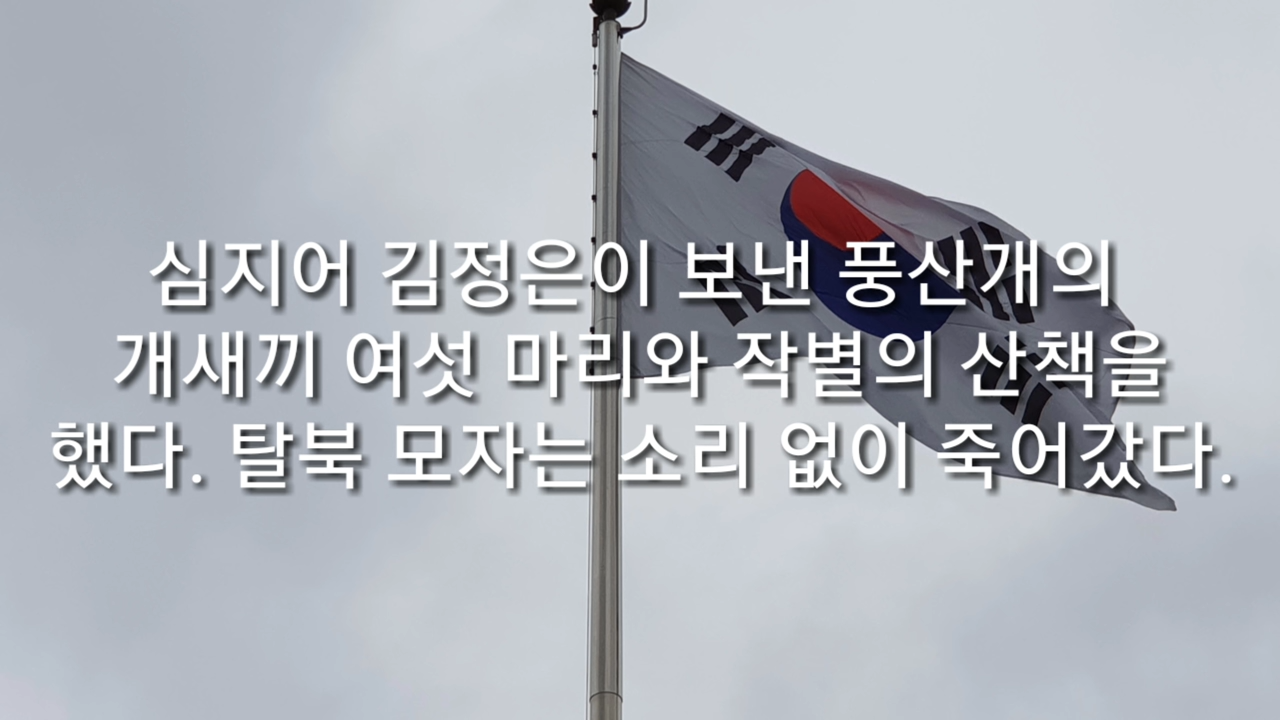 심지어 김정은이 보낸 풍산개의
개새끼 여섯 마리와 작별의 산책을
했다. 탈북 모자는 소리 없이 죽어갔다.